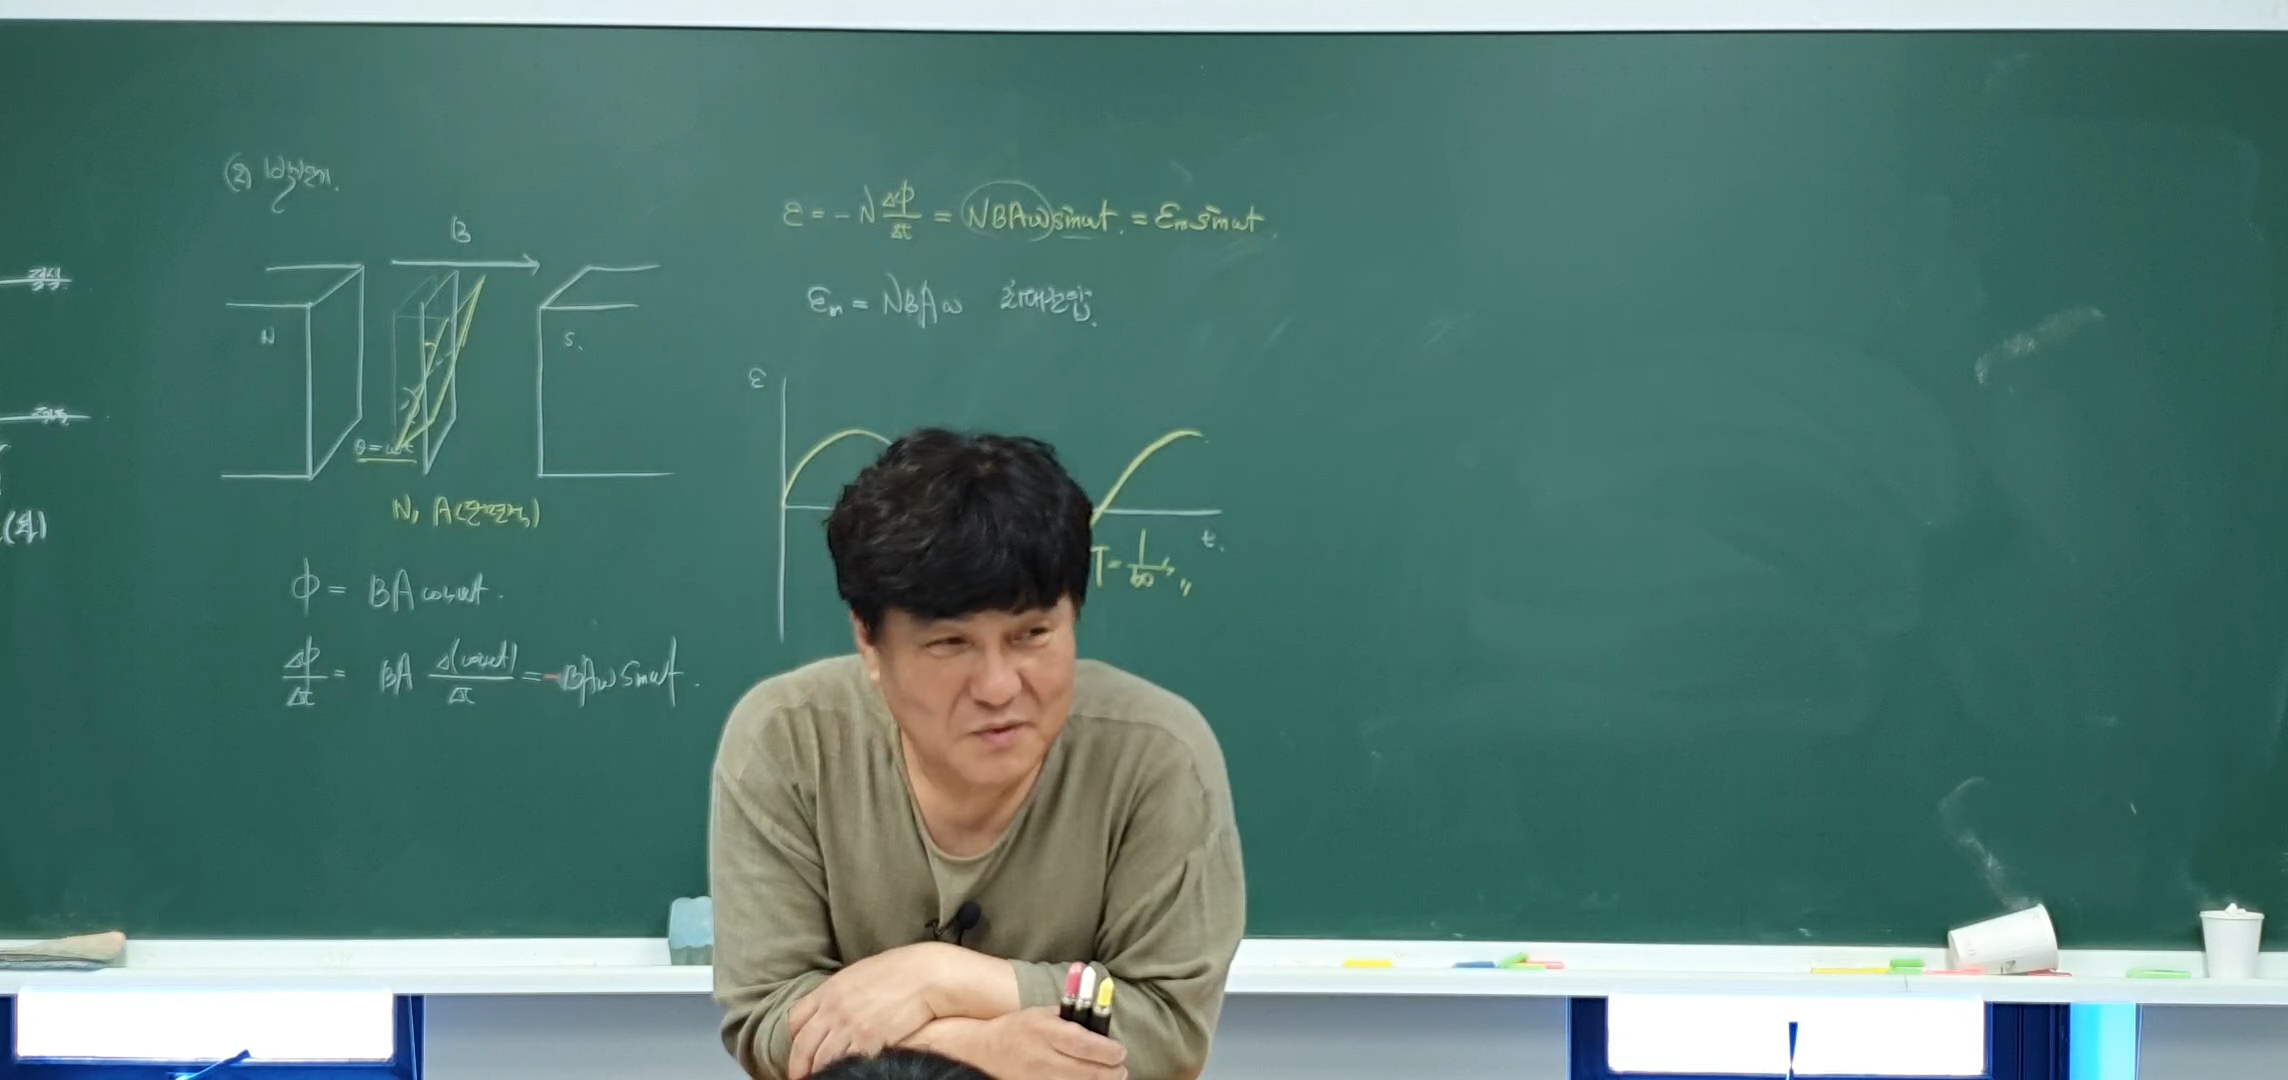 (2) 발전기.
B
N
S.
θ = ωt
N, A(단면적)
ϕ = BA cosωt.
Δϕ/Δt = BA Δ(cosωt)/Δt = -BAω sinωt.
ε = -N Δϕ/Δt = NBAω sinωt. = εm sinωt.
εm = NBAω 최대전압.
ε
t.
T = 1/60 s